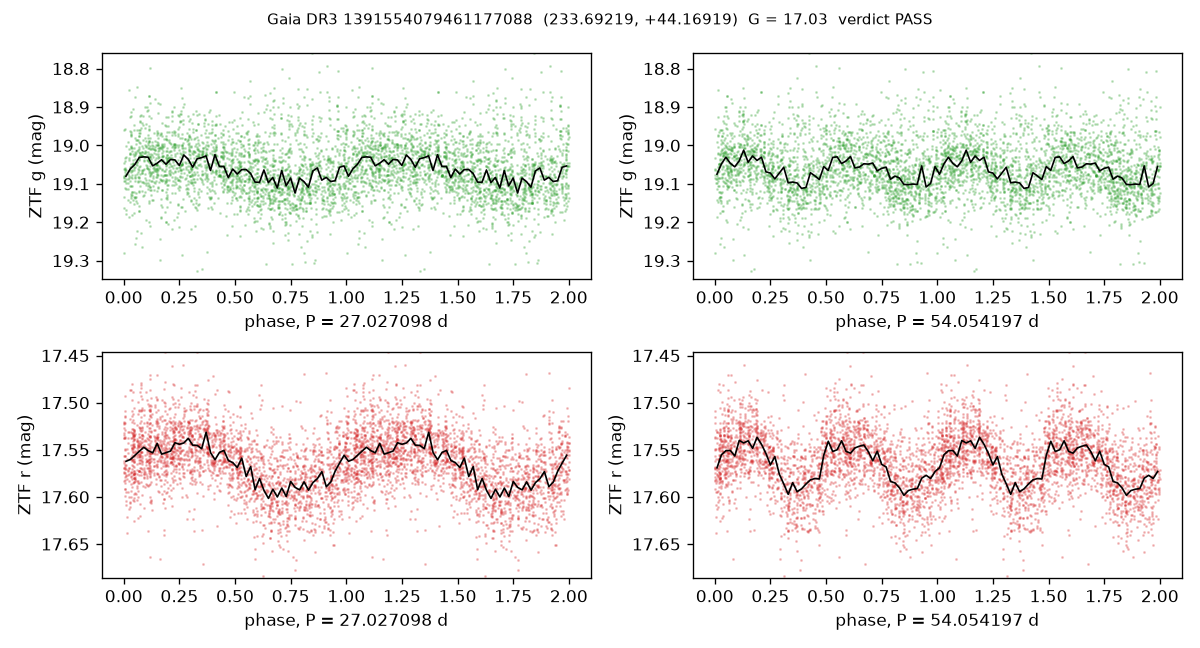 Gaia DR3 1391554079461177088  (233.69219, +44.16919)  G = 17.03  verdict PASS
ZTF g (mag)
18.8
18.9
19.0
19.1
19.2
19.3
0.00 0.25 0.50 0.75 1.00 1.25 1.50 1.75 2.00
phase, P = 27.027098 d
ZTF g (mag)
18.8
18.9
19.0
19.1
19.2
19.3
0.00 0.25 0.50 0.75 1.00 1.25 1.50 1.75 2.00
phase, P = 54.054197 d
ZTF r (mag)
17.45
17.50
17.55
17.60
17.65
0.00 0.25 0.50 0.75 1.00 1.25 1.50 1.75 2.00
phase, P = 27.027098 d
ZTF r (mag)
17.45
17.50
17.55
17.60
17.65
0.00 0.25 0.50 0.75 1.00 1.25 1.50 1.75 2.00
phase, P = 54.054197 d